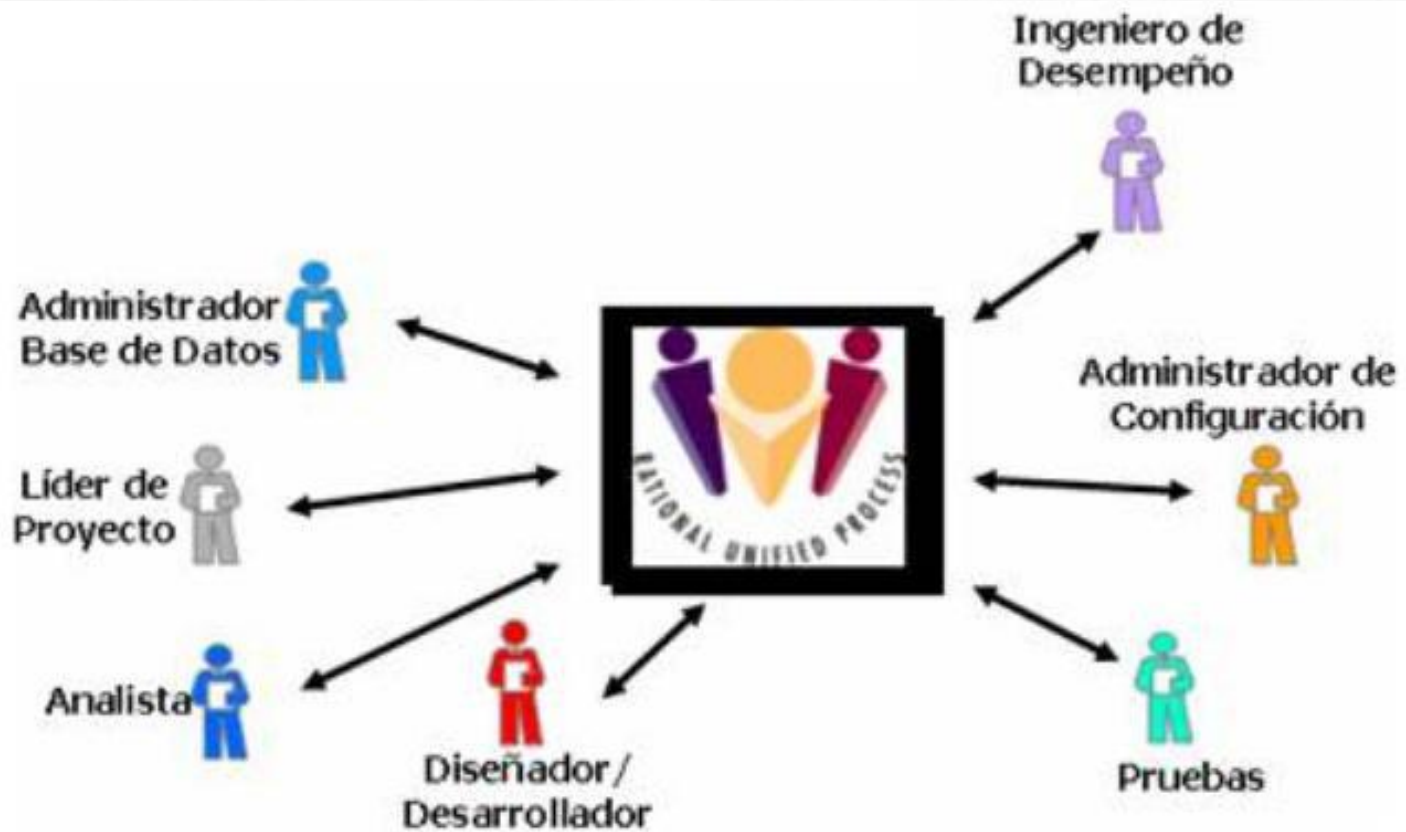 Ingeniero de
Desempeño
Administrador
Base de Datos
Administrador de
Configuración
Líder de
Proyecto
RATIONAL UNIFIED PROCESS
Analista
Diseñador/
Desarrollador
Pruebas